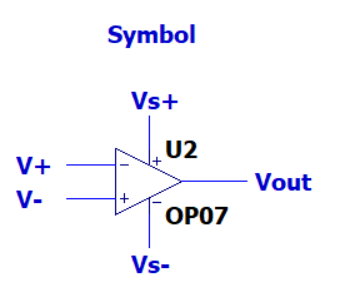 Symbol
Vs+
U2
V+
- +
V-
+
Vout
-
OP07
Vs-